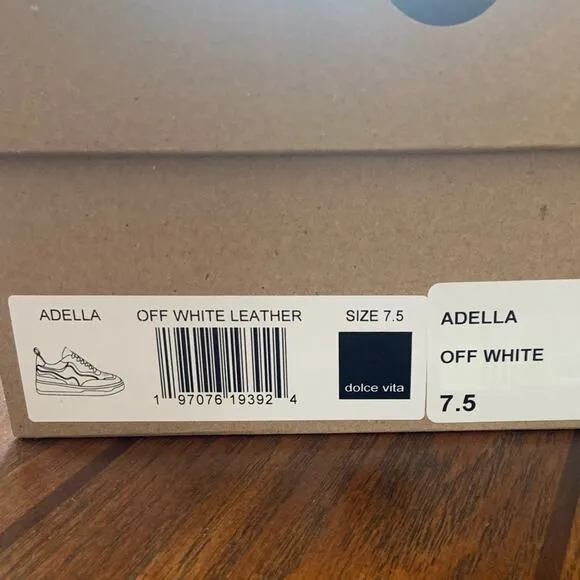 ADELLA
OFF WHITE LEATHER
SIZE 7.5
1 97076 19392 4
dolce vita
ADELLA
OFF WHITE
7.5